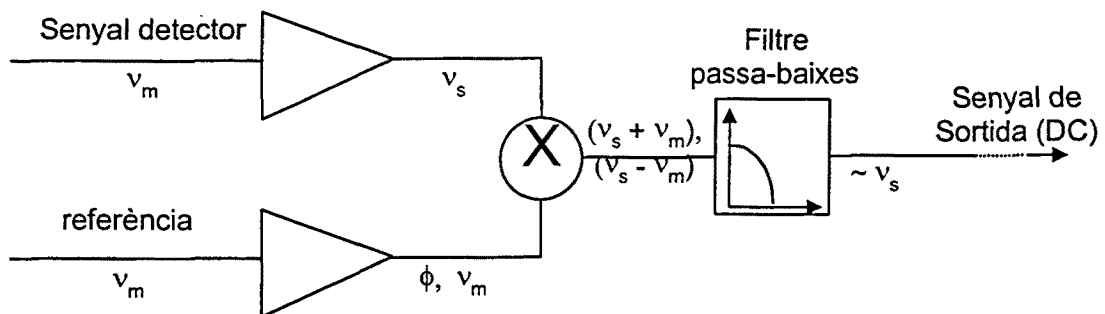 Senyal detector
νm
νs
X
referència
νm
ϕ, νm
(νs + νm),
(νs - νm)
Filtre
passa-baixes
~ νs
Senyal de
Sortida (DC)